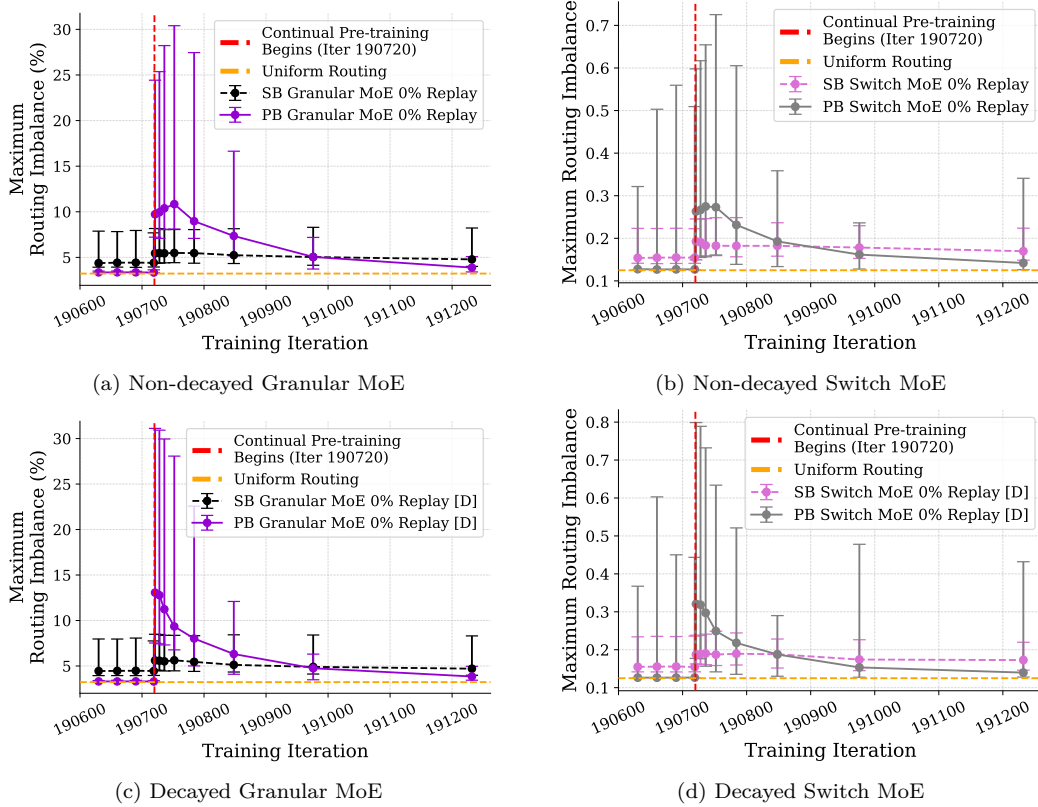 Maximum
Routing Imbalance (%)
30
25
20
15
10
5
Continual Pre-training
Begins (Iter 190720)
Uniform Routing
SB Granular MoE 0% Replay
PB Granular MoE 0% Replay
190600
190700
190800
190900
191000
191100
191200
Training Iteration
(a) Non-decayed Granular MoE
Maximum Routing Imbalance
0.7
0.6
0.5
0.4
0.3
0.2
0.1
Continual Pre-training
Begins (Iter 190720)
Uniform Routing
SB Switch MoE 0% Replay
PB Switch MoE 0% Replay
190600
190700
190800
190900
191000
191100
191200
Training Iteration
(b) Non-decayed Switch MoE
Maximum
Routing Imbalance (%)
30
25
20
15
10
5
Continual Pre-training
Begins (Iter 190720)
Uniform Routing
SB Granular MoE 0% Replay [D]
PB Granular MoE 0% Replay [D]
190600
190700
190800
190900
191000
191100
191200
Training Iteration
(c) Decayed Granular MoE
Maximum Routing Imbalance
0.8
0.7
0.6
0.5
0.4
0.3
0.2
0.1
Continual Pre-training
Begins (Iter 190720)
Uniform Routing
SB Switch MoE 0% Replay [D]
PB Switch MoE 0% Replay [D]
190600
190700
190800
190900
191000
191100
191200
Training Iteration
(d) Decayed Switch MoE